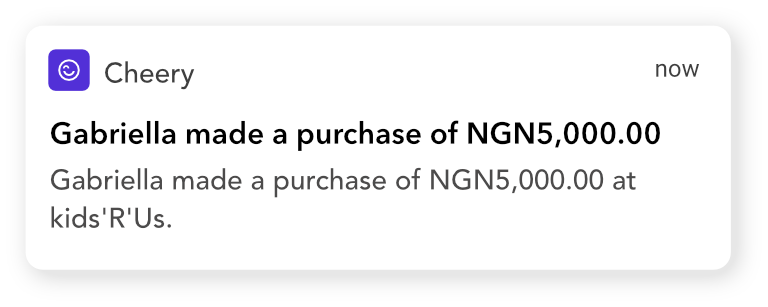 Cheery
now
Gabriella made a purchase of NGN5,000.00
Gabriella made a purchase of NGN5,000.00 at
kids'R'Us.